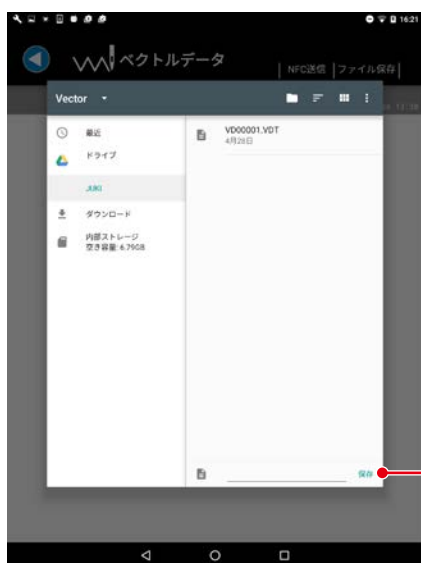 16:21
ベクトルデータ
NFC送信
ファイル保存
Vector
最近
ドライブ
JUKI
ダウンロード
内部ストレージ
空き容量: 6.79GB
VD00001.VDT
4月28日
保存